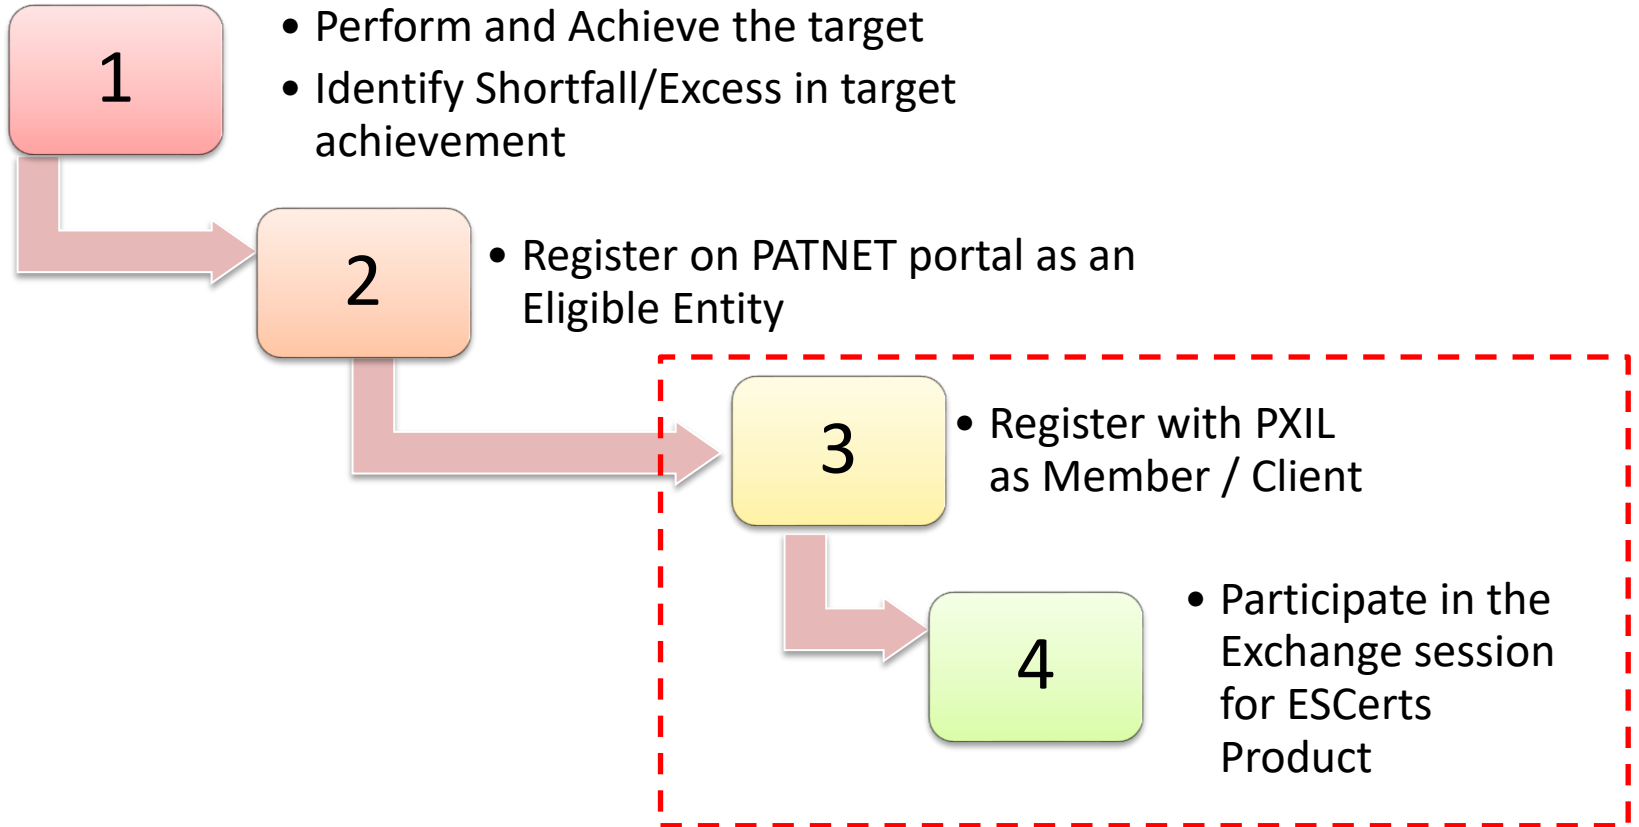 1
• Perform and Achieve the target
• Identify Shortfall/Excess in target
achievement
2
• Register on PATNET portal as an
Eligible Entity
3
• Register with PXIL
as Member / Client
4
• Participate in the
Exchange session
for ESCerts
Product